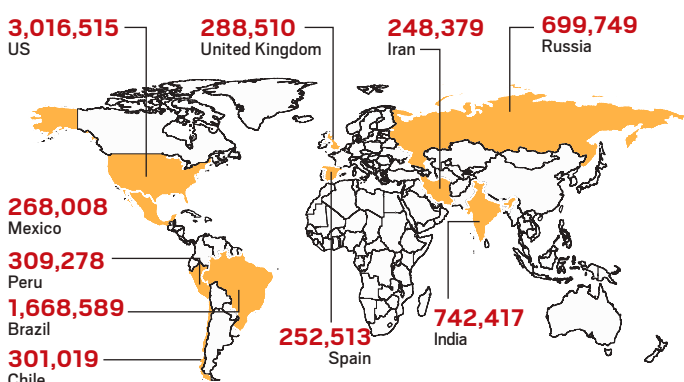 3,016,515
US
288,510
United Kingdom
248,379
Iran
699,749
Russia
268,008
Mexico
309,278
Peru
1,668,589
Brazil
301,019
Chile
252,513
Spain
742,417
India